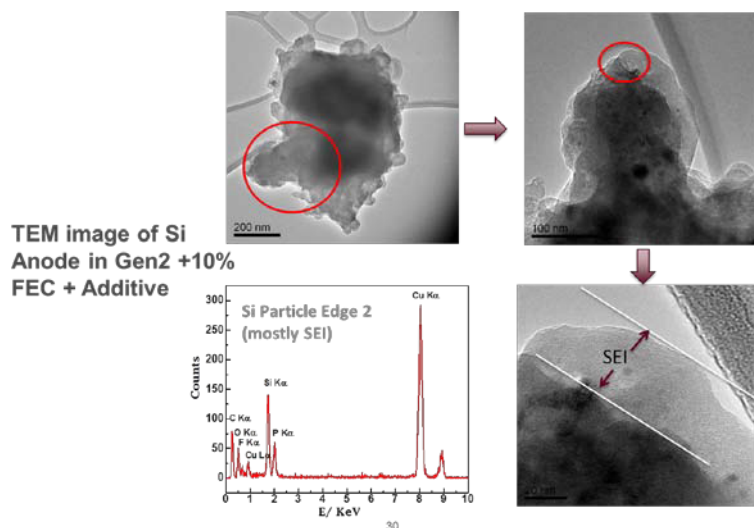 200 nm
100 nm
TEM image of Si
Anode in Gen2 +10%
FEC + Additive
Si Particle Edge 2
(mostly SEI)
Counts
300
250
200
150
100
50
0
Cu Kα
Si Kα
C Kα
O Kα
F Kα
Cu Lα
P Kα
0 1 2 3 4 5 6 7 8 9 10
E/ KeV
SEI
20 nm
30